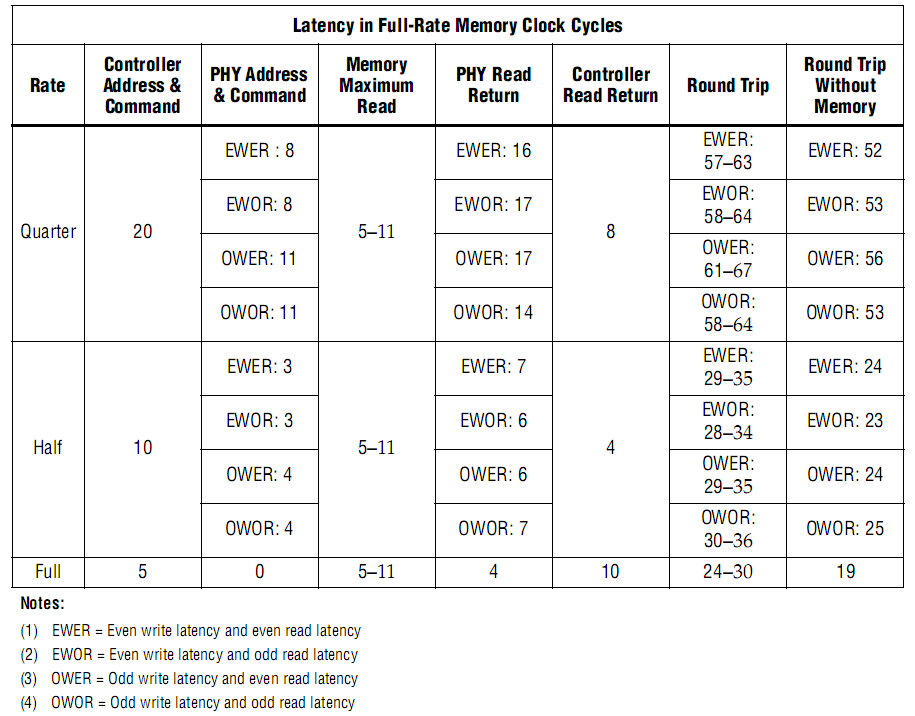 Latency in Full-Rate Memory Clock Cycles
Rate Controller Address & Command PHY Address & Command Memory Maximum Read PHY Read Return Controller Read Return Round Trip Round Trip Without Memory
Quarter 20 EWER : 8 5–11 EWER: 16 8 EWER: 57–63 EWER: 52
EWOR: 8 EWOR: 17 EWOR: 58–64 EWOR: 53
OWER: 11 OWER: 17 OWER: 61–67 OWER: 56
OWOR: 11 OWOR: 14 OWOR: 58–64 OWOR: 53
Half 10 EWER: 3 5–11 EWER: 7 4 EWER: 29–35 EWER: 24
EWOR: 3 EWOR: 6 EWOR: 28–34 EWOR: 23
OWER: 4 OWER: 6 OWER: 29–35 OWER: 24
OWOR: 4 OWOR: 7 OWOR: 30–36 OWOR: 25
Full 5 0 5–11 4 10 24–30 19
Notes:
(1) EWER = Even write latency and even read latency
(2) EWOR = Even write latency and odd read latency
(3) OWER = Odd write latency and even read latency
(4) OWOR = Odd write latency and odd read latency